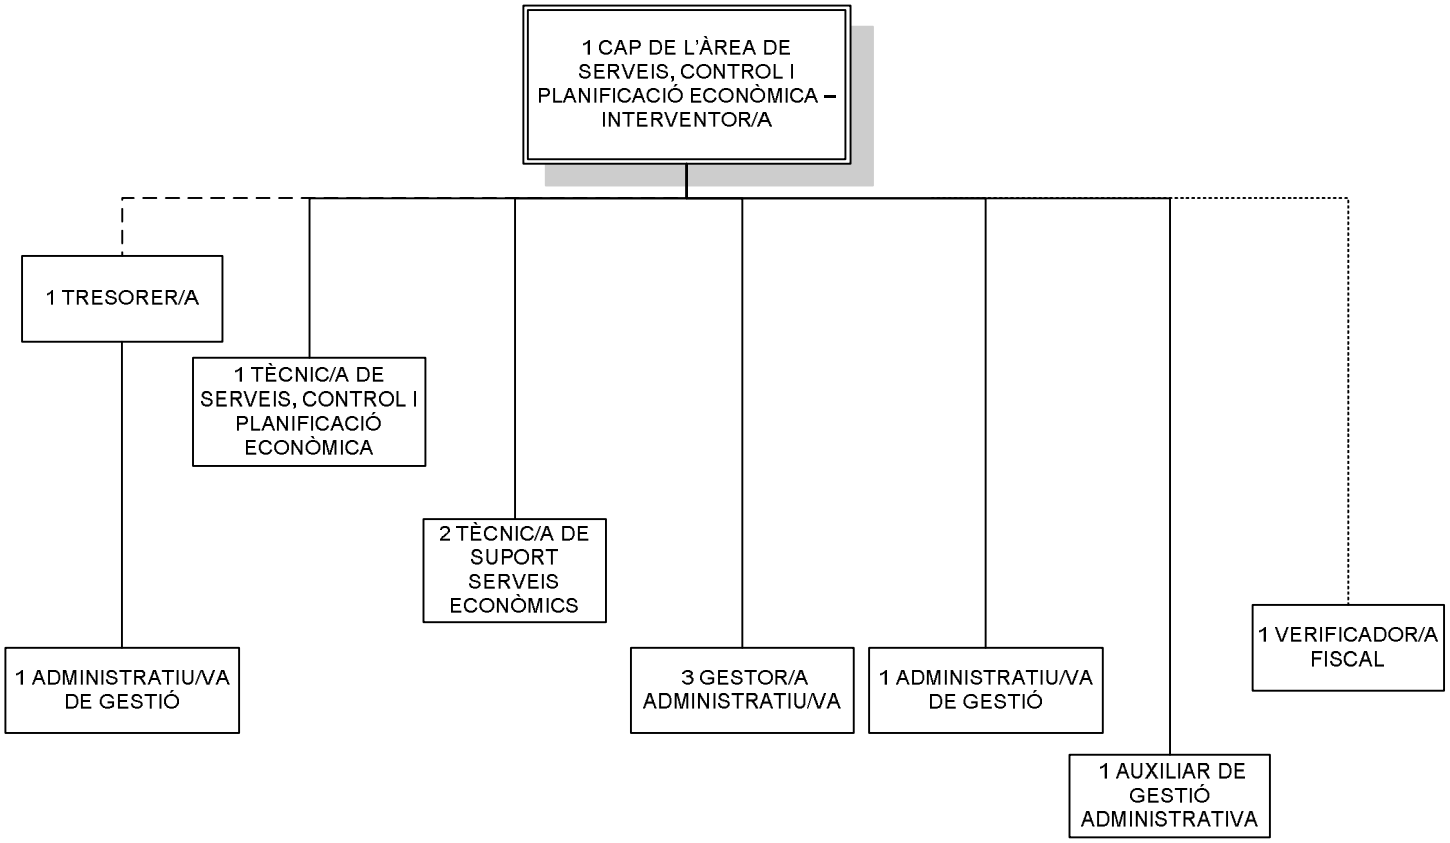 1 CAP DE L'ÀREA DE
SERVEIS, CONTROL I
PLANIFICACIÓ ECONÒMICA –
INTERVENTOR/A
1 TRESORER/A
1 TÈCNIC/A DE
SERVEIS, CONTROL I
PLANIFICACIÓ
ECONÒMICA
2 TÈCNIC/A DE
SUPORT
SERVEIS
ECONÒMICS
1 VERIFICADOR/A
FISCAL
1 ADMINISTRATIU/VA
DE GESTIÓ
3 GESTOR/A
ADMINISTRATIU/VA
1 ADMINISTRATIU/VA
DE GESTIÓ
1 AUXILIAR DE
GESTIÓ
ADMINISTRATIVA